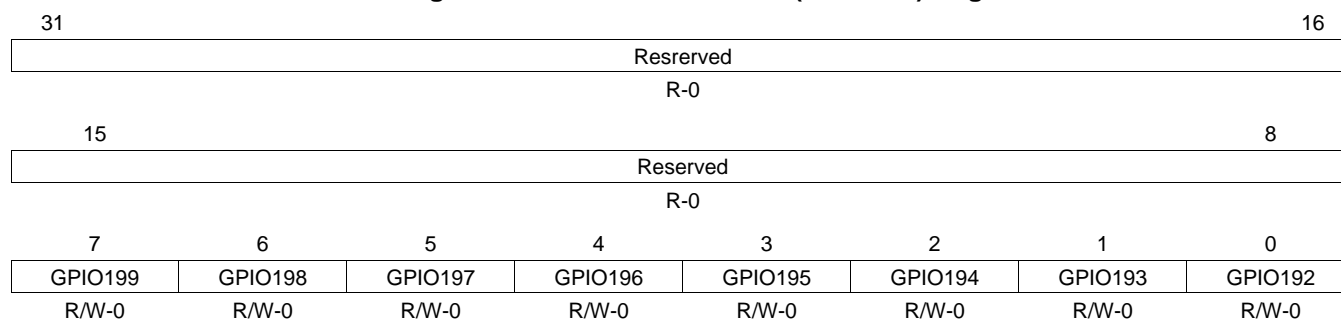 31 16
Resrerved
R-0
15 8
Reserved
R-0
7 6 5 4 3 2 1 0
GPIO199 GPIO198 GPIO197 GPIO196 GPIO195 GPIO194 GPIO193 GPIO192
R/W-0 R/W-0 R/W-0 R/W-0 R/W-0 R/W-0 R/W-0 R/W-0